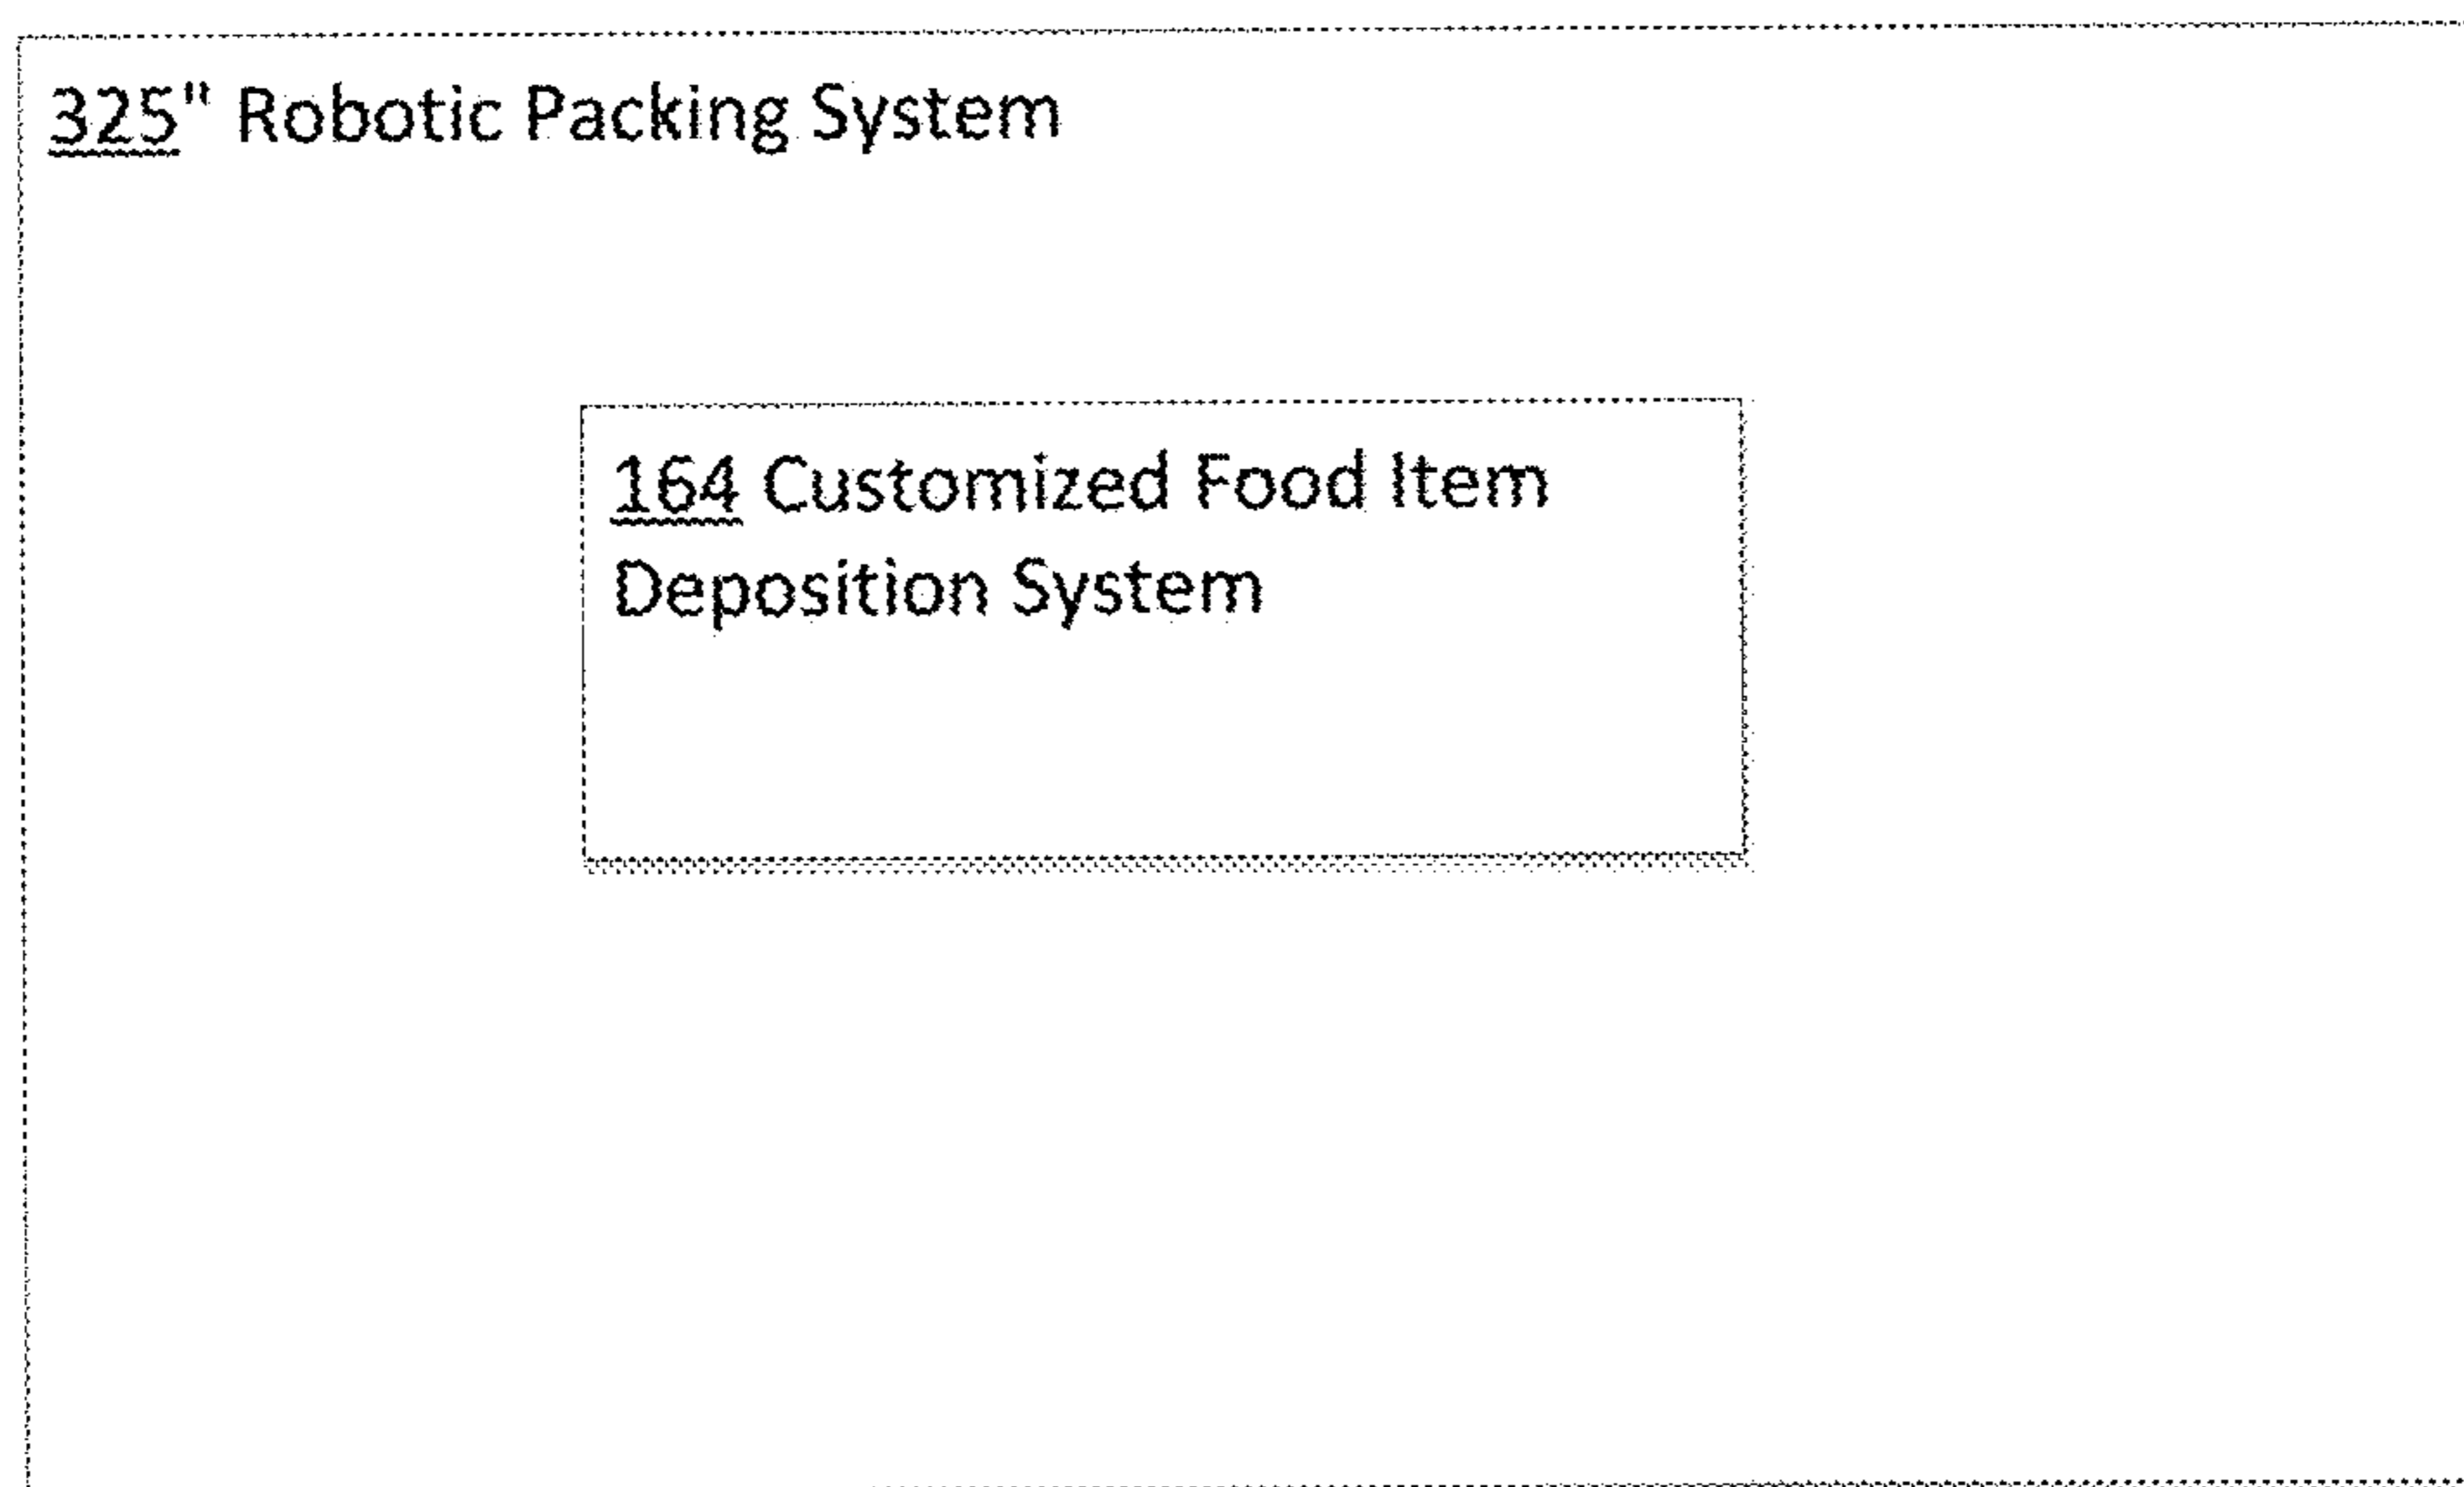 325" Robotic Packing System
164 Customized Food Item
Deposition System